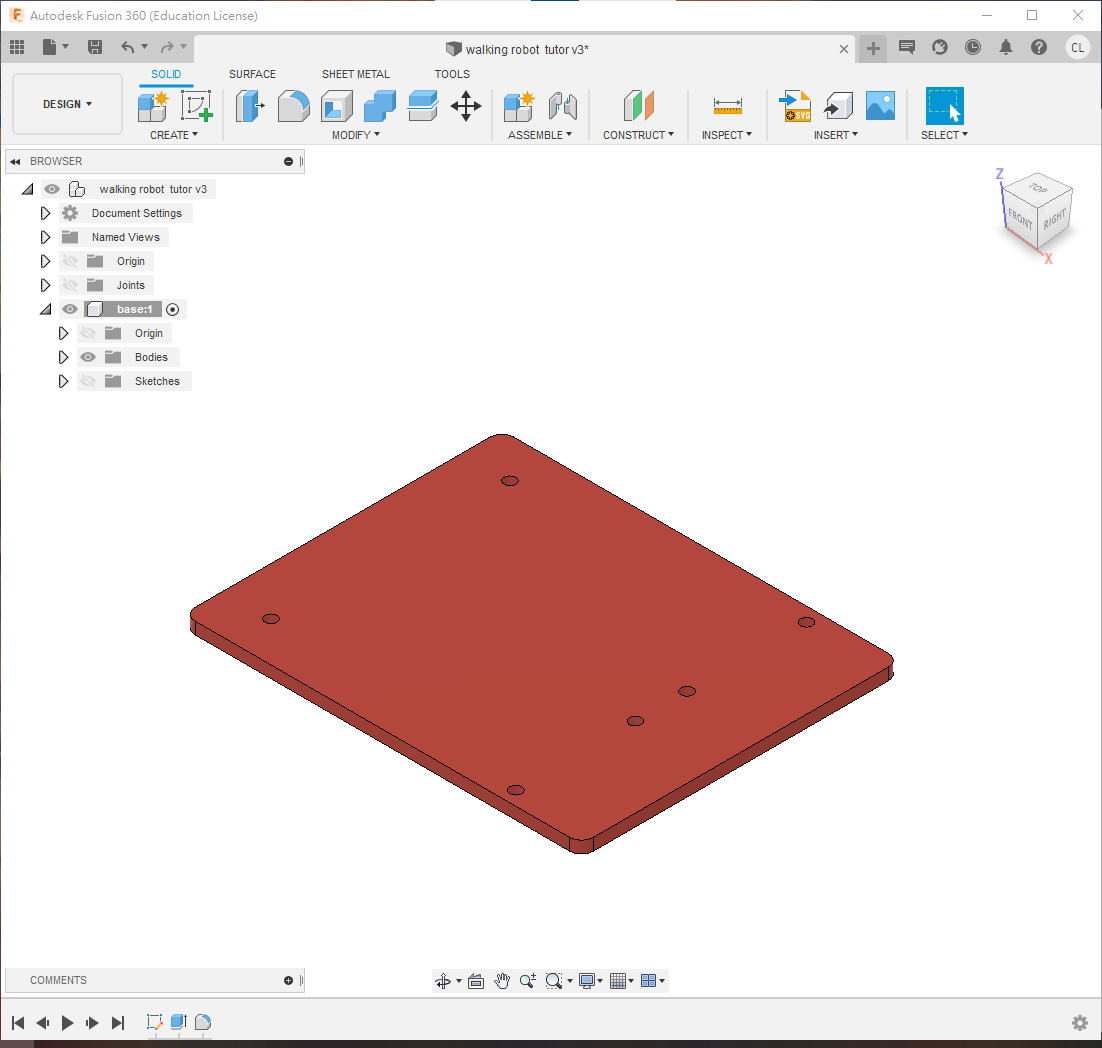 Autodesk Fusion 360 (Education License)
walking robot tutor v3*
CL
DESIGN
SOLID SURFACE SHEET METAL TOOLS
SVG
CREATE MODIFY ASSEMBLE CONSTRUCT INSPECT INSERT SELECT
BROWSER
walking robot tutor v3
Document Settings
Named Views
Origin
Joints
base:1
Origin
Bodies
Sketches
Z
TOP
FRONT RIGHT
X
COMMENTS